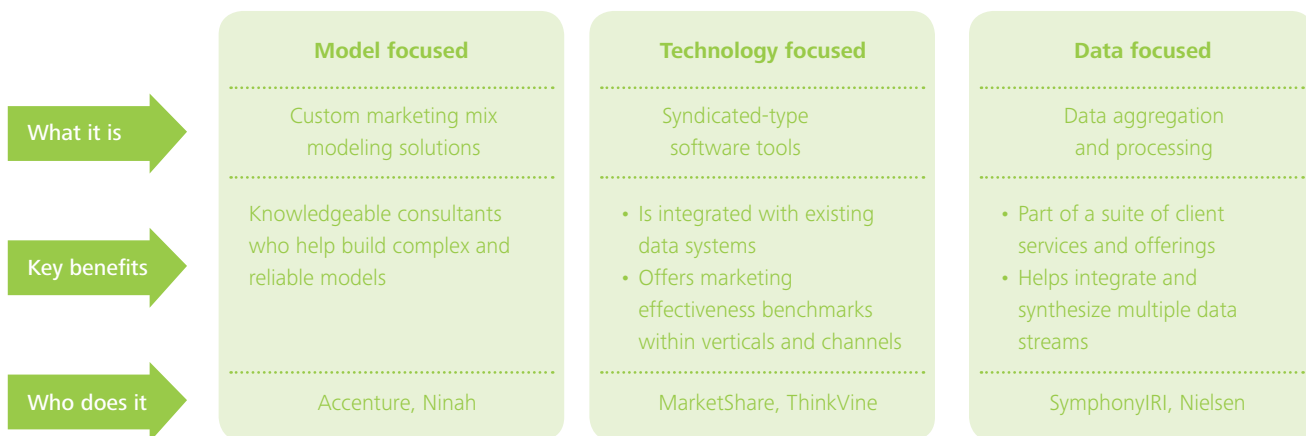 Model focused
Technology focused
Data focused
What it is
Custom marketing mix
modeling solutions
Syndicated-type
software tools
Data aggregation
and processing
Key benefits
Knowledgeable consultants
who help build complex and
reliable models
• Is integrated with existing
data systems
• Offers marketing
effectiveness benchmarks
within verticals and channels
• Part of a suite of client
services and offerings
• Helps integrate and
synthesize multiple data
streams
Who does it
Accenture, Ninah
MarketShare, ThinkVine
SymphonyIRI, Nielsen